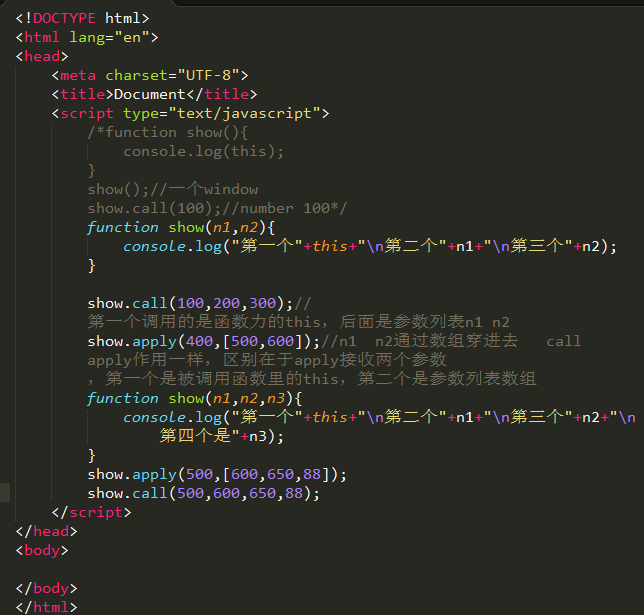 <!DOCTYPE html>
<html lang="en">
<head>
    <meta charset="UTF-8">
    <title>Document</title>
    <script type="text/javascript">
        /*function show(){
            console.log(this);
        }
        show();//一个window
        show.call(100);//number 100*/
        function show(n1,n2){
            console.log("第一个"+this+"\n第二个"+n1+"\n第三个"+n2);
        }

        show.call(100,200,300);//
        第一个调用的是函数力的this，后面是参数列表n1 n2
        show.apply(400,[500,600]);//n1  n2通过数组穿进去   call
        apply作用一样，区别在于apply接收两个参数
        ，第一个是被调用函数里的this，第二个是参数列表数组
        function show(n1,n2,n3){
            console.log("第一个"+this+"\n第二个"+n1+"\n第三个"+n2+"\n
                第四个是"+n3);
        }
        show.apply(500,[600,650,88]);
        show.call(500,600,650,88);
    </script>
</head>
<body>

</body>
</html>